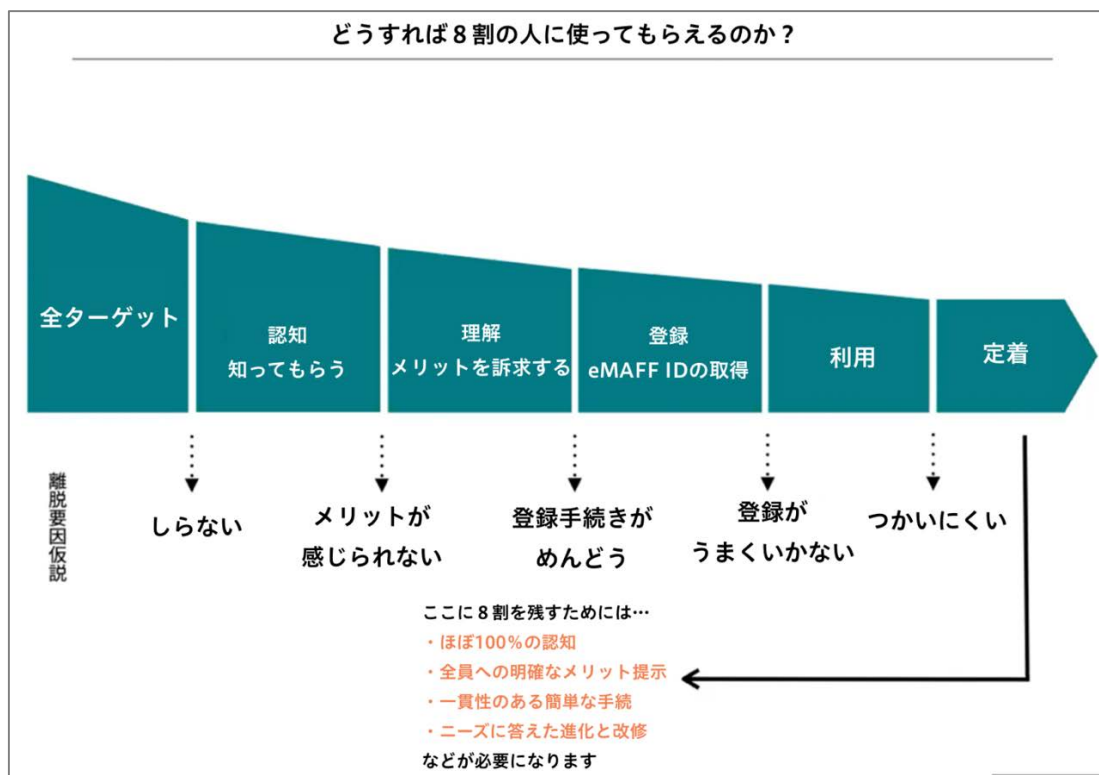 どうすれば８割の人に使ってもらえるのか？
全ターゲット
認知
知ってもらう
理解
メリットを訴求する
登録
eMAFF IDの取得
利用
定着
離脱要因仮説
しらない
メリットが
感じられない
登録手続きが
めんどう
登録が
うまくいかない
つかいにくい
ここに８割を残すためには…
・ほぼ100%の認知
・全員への明確なメリット提示
・一貫性のある簡単な手続
・ニーズに答えた進化と改修
などが必要になります